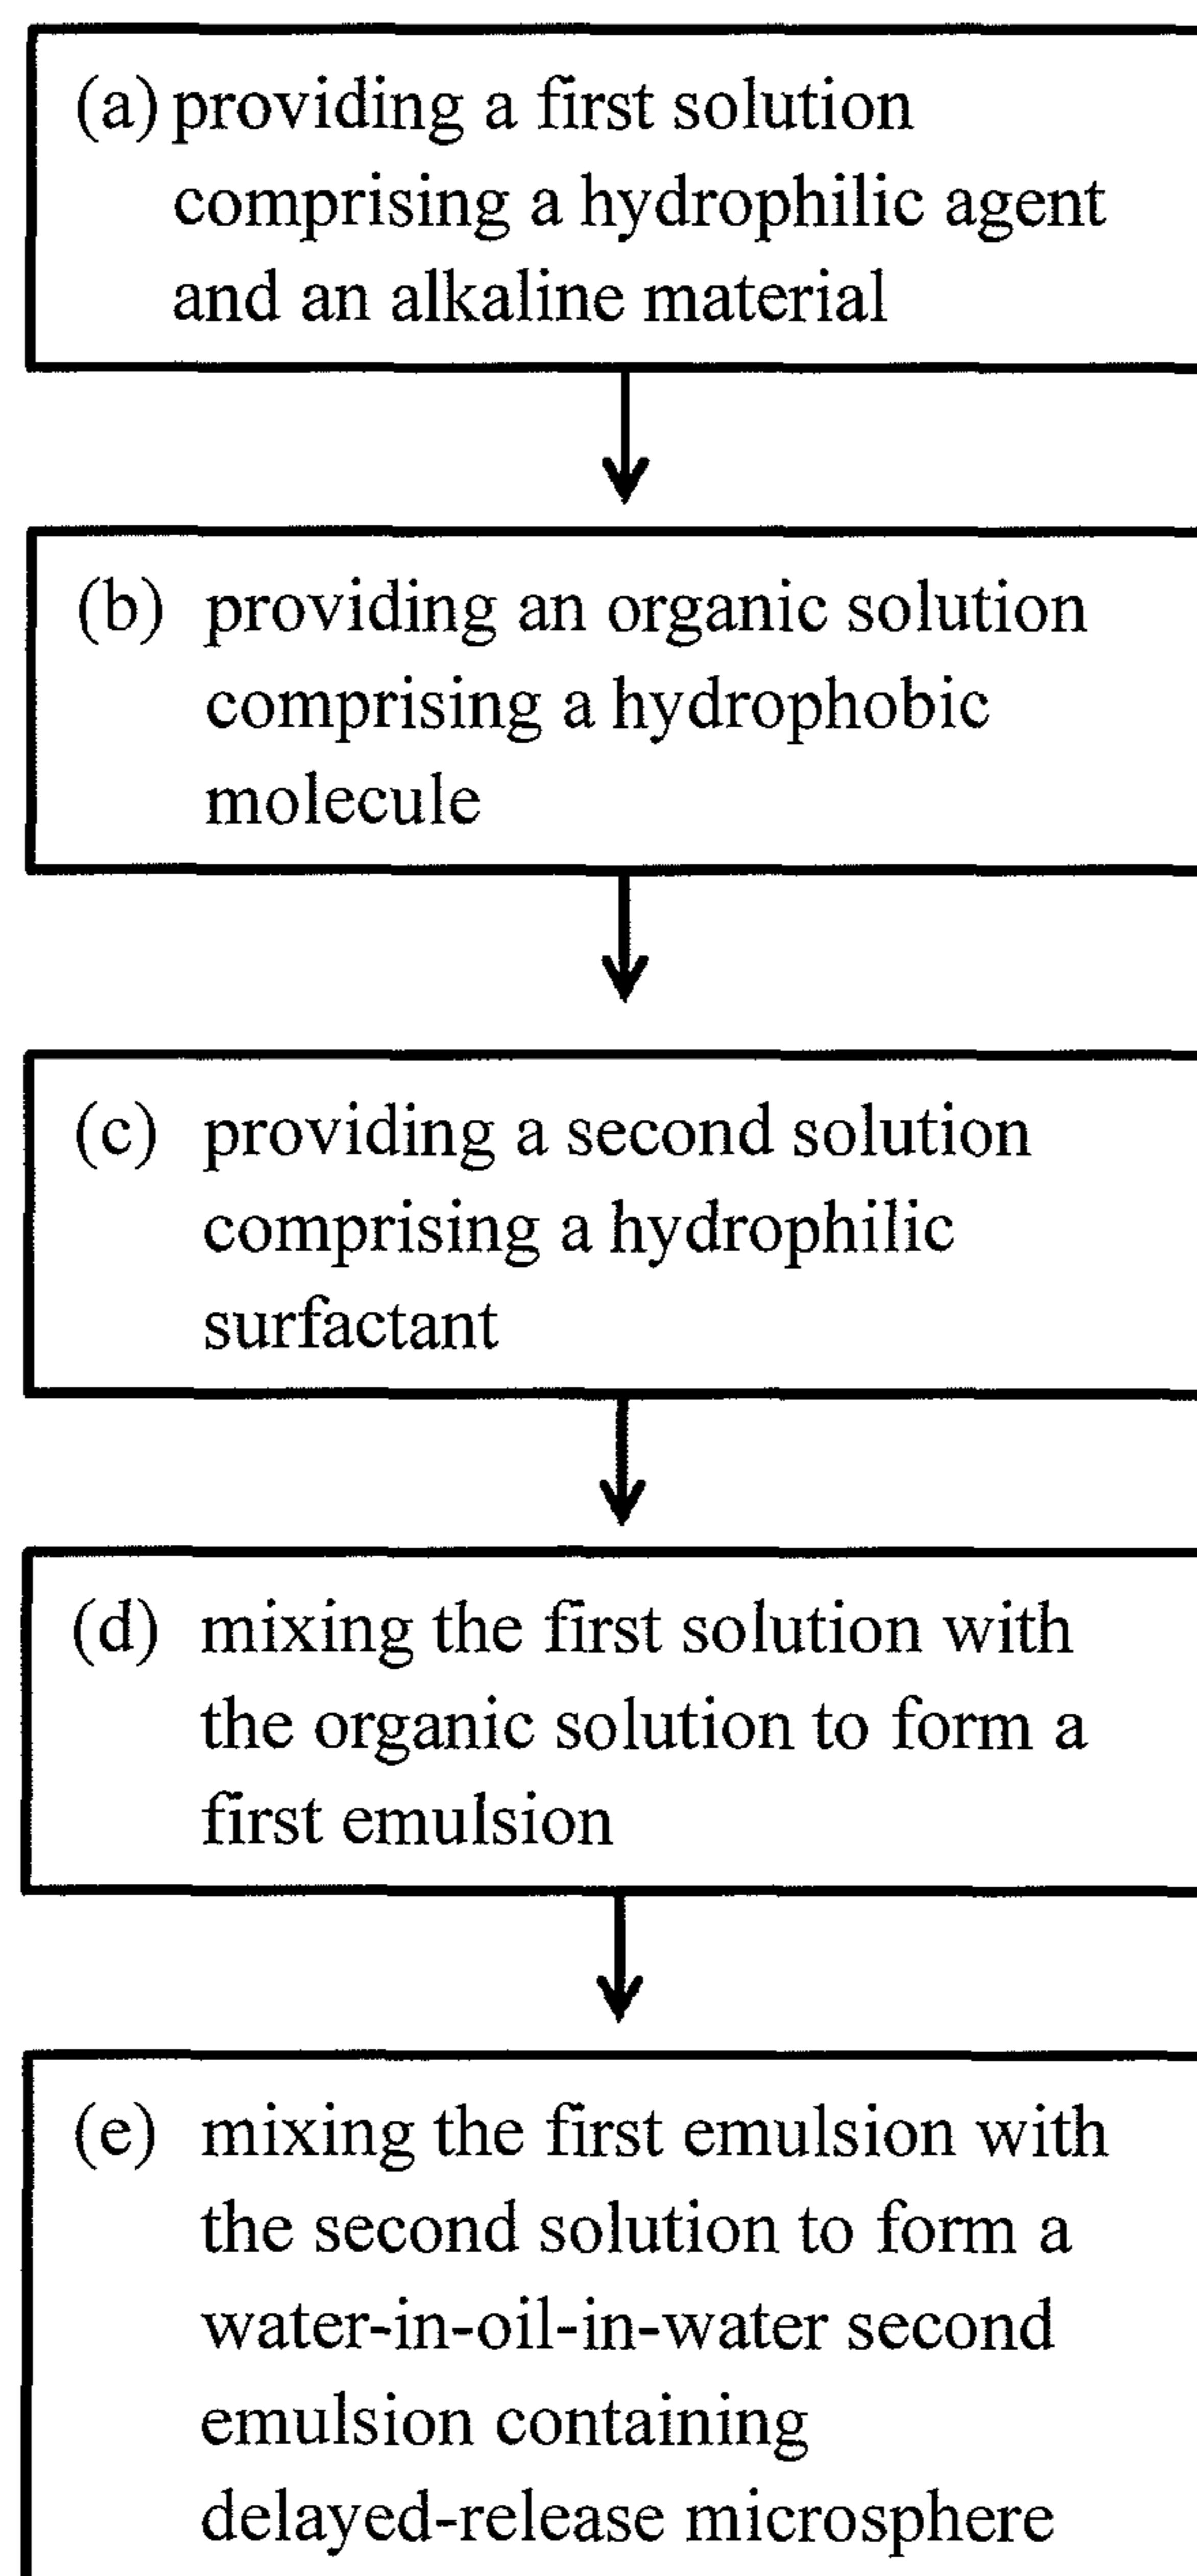 (a) providing a first solution
comprising a hydrophilic agent
and an alkaline material
(b) providing an organic solution
comprising a hydrophobic
molecule
(c) providing a second solution
comprising a hydrophilic
surfactant
(d) mixing the first solution with
the organic solution to form a
first emulsion
(e) mixing the first emulsion with
the second solution to form a
water-in-oil-in-water second
emulsion containing
delayed-release microsphere